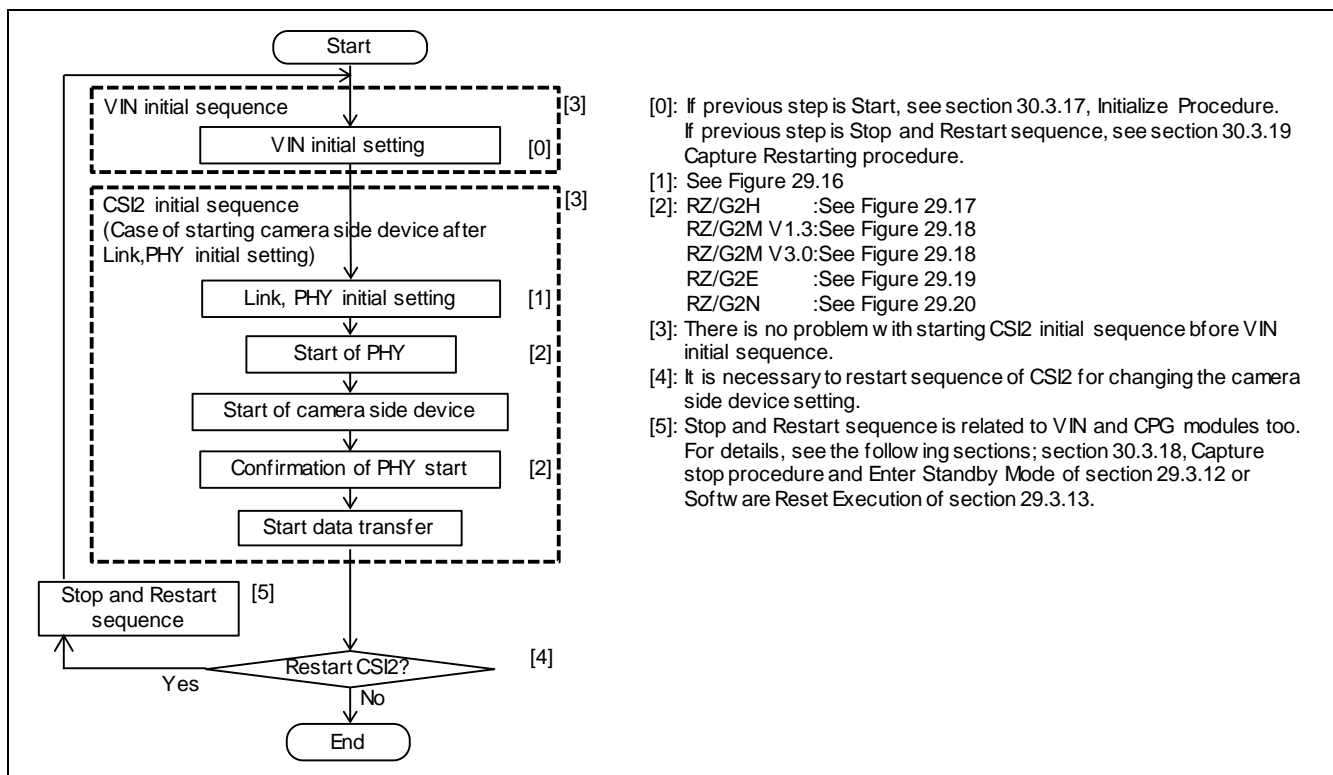 Start
VIN initial sequence
[3]
VIN initial setting
[0]
CSI2 initial sequence
[3]
(Case of starting camera side device after
Link,PHY initial setting)
Link, PHY initial setting
[1]
Start of PHY
[2]
Start of camera side device
Confirmation of PHY start
[2]
Start data transfer
Stop and Restart
sequence
[5]
Restart CSI2?
[4]
Yes
No
End
[0]: If previous step is Start, see section 30.3.17, Initialize Procedure.
If previous step is Stop and Restart sequence, see section 30.3.19
Capture Restarting procedure.
[1]: See Figure 29.16
[2]: RZ/G2H :See Figure 29.17
RZ/G2M V1.3:See Figure 29.18
RZ/G2M V3.0:See Figure 29.18
RZ/G2E :See Figure 29.19
RZ/G2N :See Figure 29.20
[3]: There is no problem with starting CSI2 initial sequence bfore VIN
initial sequence.
[4]: It is necessary to restart sequence of CSI2 for changing the camera
side device setting.
[5]: Stop and Restart sequence is related to VIN and CPG modules too.
For details, see the following sections; section 30.3.18, Capture
stop procedure and Enter Standby Mode of section 29.3.12 or
Software Reset Execution of section 29.3.13.